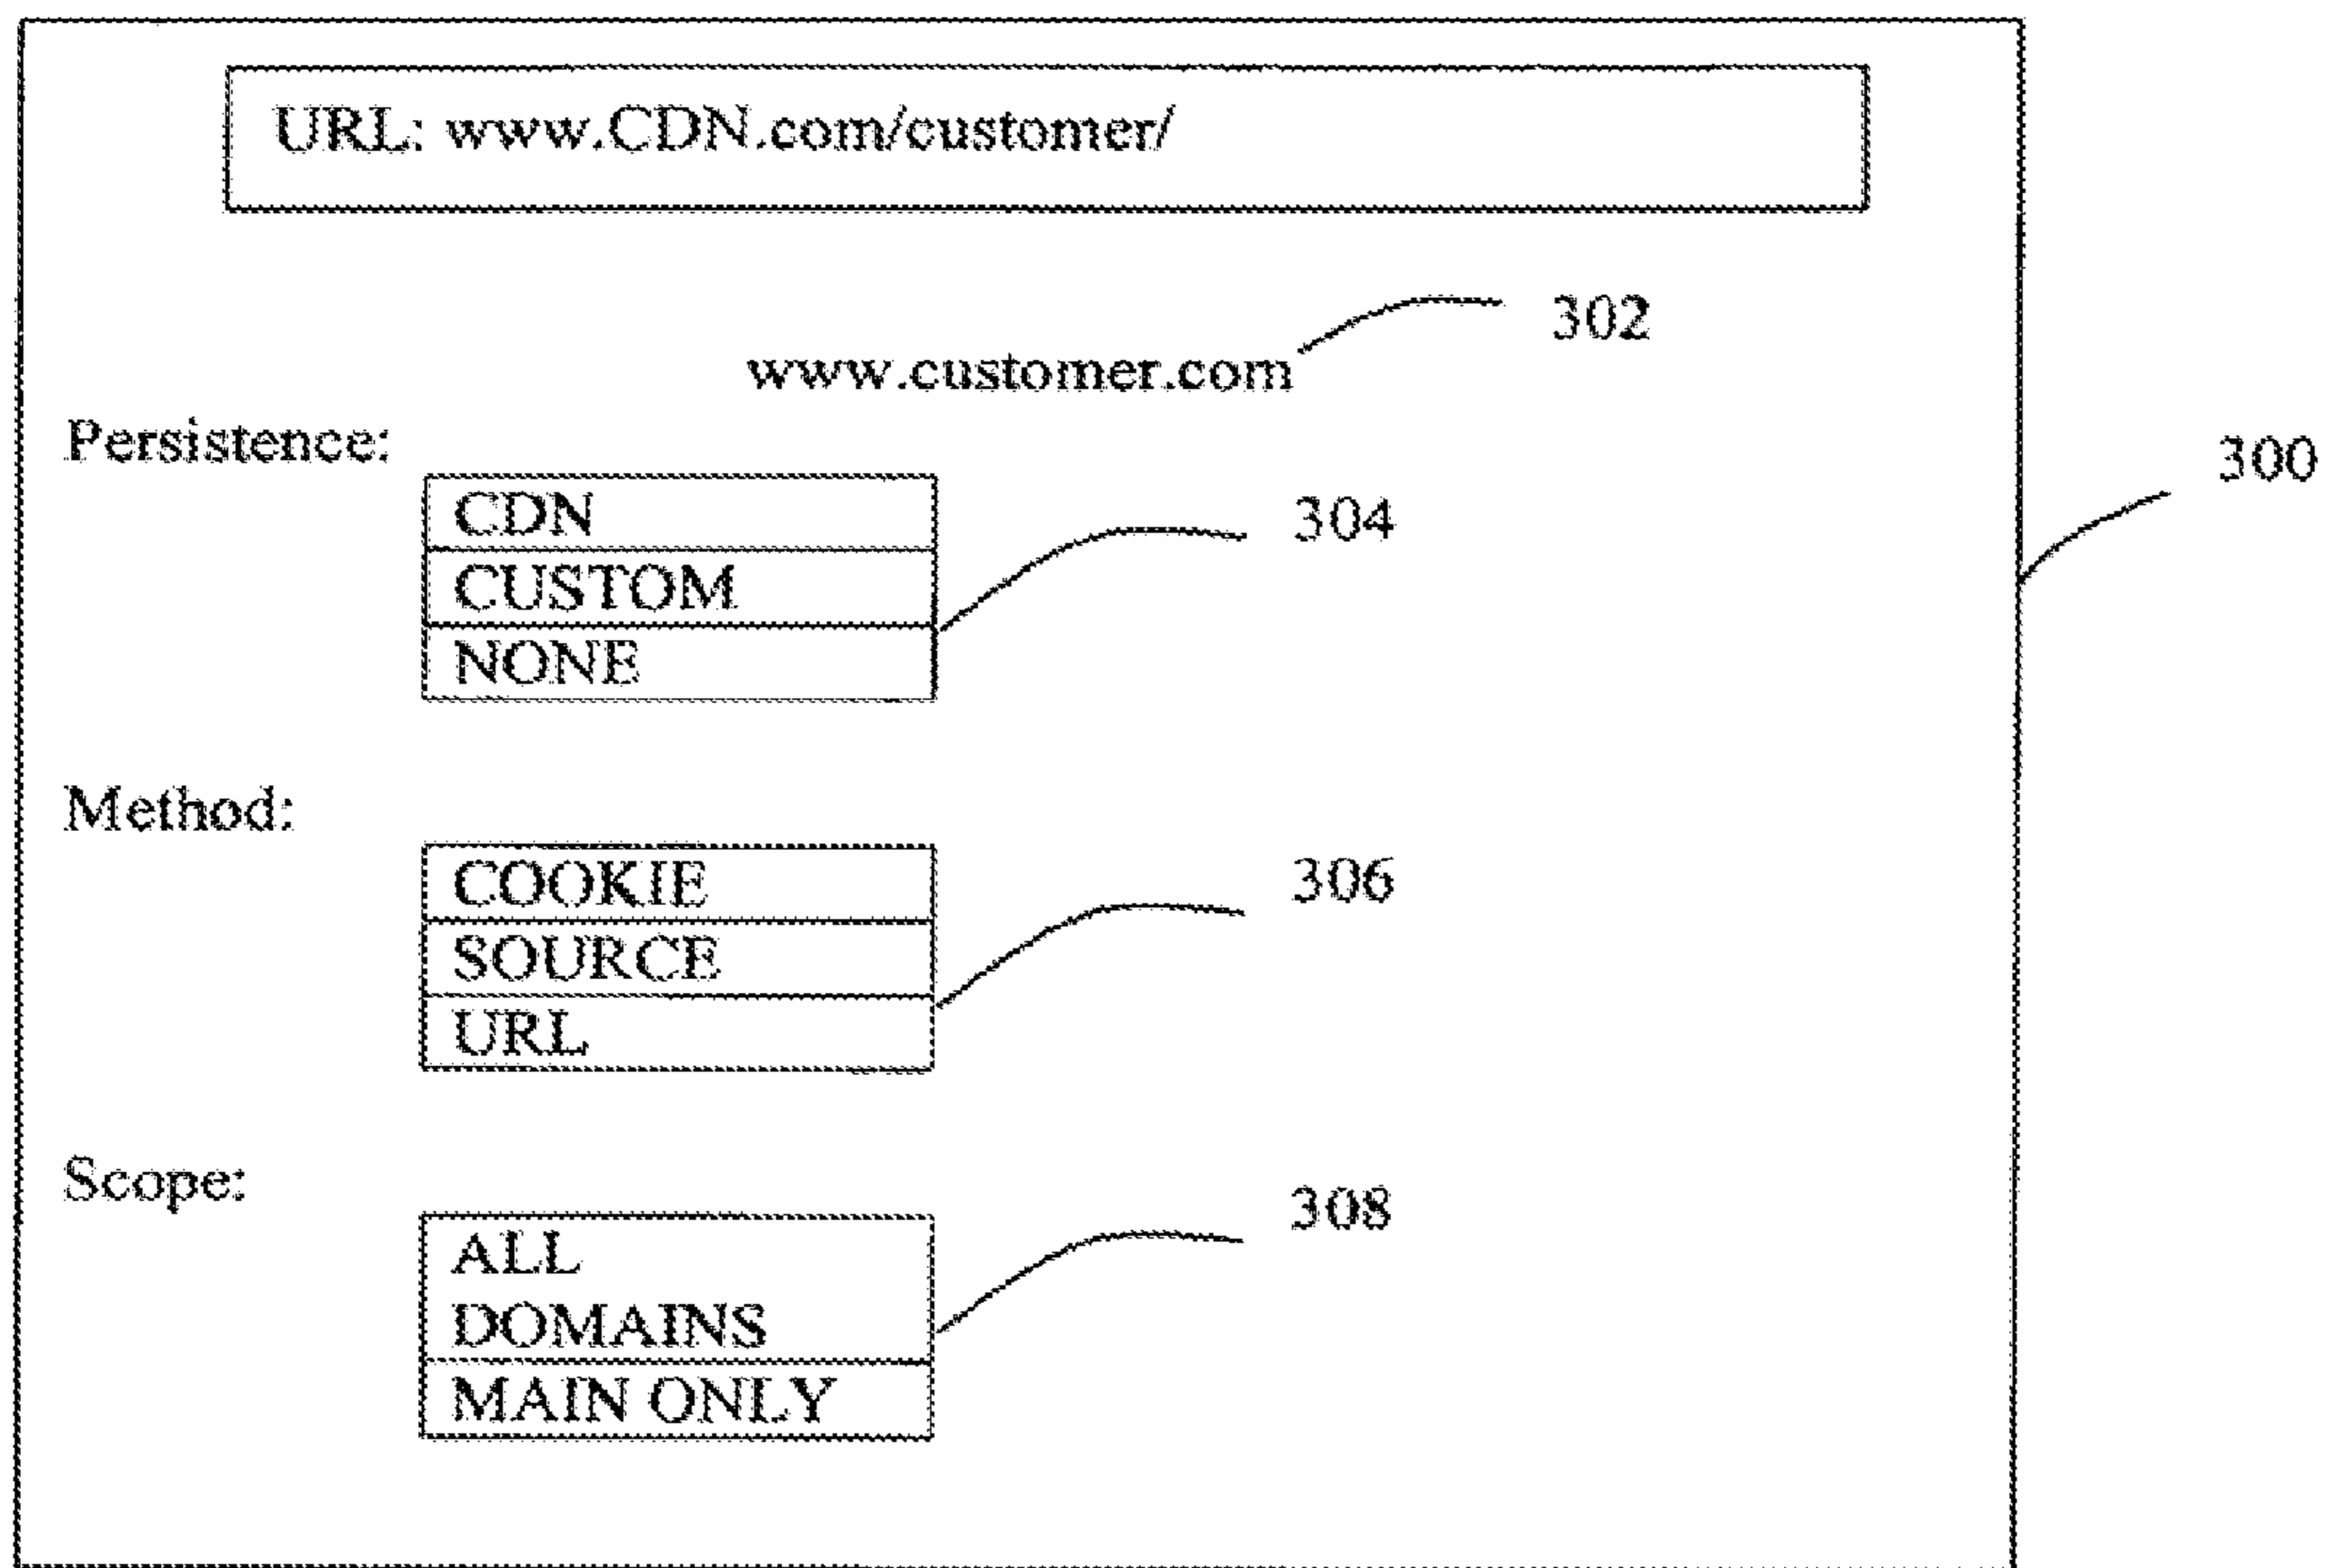 URL: www.CDN.com/customer/
302
www.customer.com
Persistence:
300
CDN
304
CUSTOM
NONE
Method:
COOKIE
306
SOURCE
URL
Scope:
308
ALL
DOMAINS
MAIN ONLY